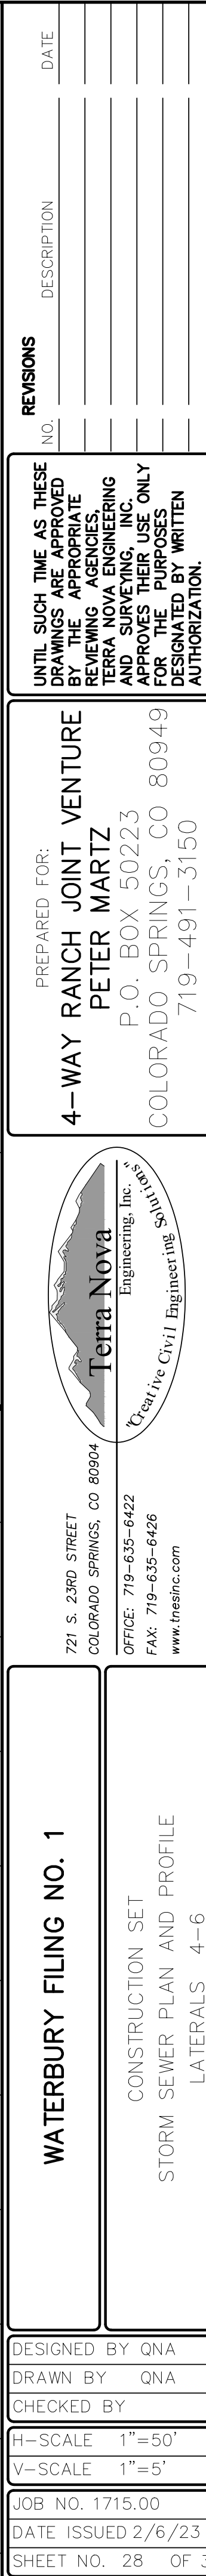 REVISIONS
NO. DESCRIPTION DATE
UNTIL SUCH TIME AS THESE
DRAWINGS ARE APPROVED
BY THE APPROPRIATE
REVIEWING AGENCIES,
TERRA NOVA ENGINEERING
AND SURVEYING, INC.
APPROVES THEIR USE ONLY
FOR THE PURPOSES
DESIGNATED BY WRITTEN
AUTHORIZATION.
PREPARED FOR:
4-WAY RANCH JOINT VENTURE
PETER MARTZ
P.O. BOX 50223
COLORADO SPRINGS, CO 80949
719-491-3150
Terra Nova
Engineering, Inc.
"Creative Civil Engineering Solutions"
721 S. 23RD STREET
COLORADO SPRINGS, CO 80904
OFFICE: 719-635-6422
FAX: 719-635-6426
www.tnesinc.com
WATERBURY FILING NO. 1
CONSTRUCTION SET
STORM SEWER PLAN AND PROFILE
LATERALS 4-6
DESIGNED BY QNA
DRAWN BY QNA
CHECKED BY
H-SCALE 1"=50'
V-SCALE 1"=5'
JOB NO. 1715.00
DATE ISSUED 2/6/23
SHEET NO. 28 OF